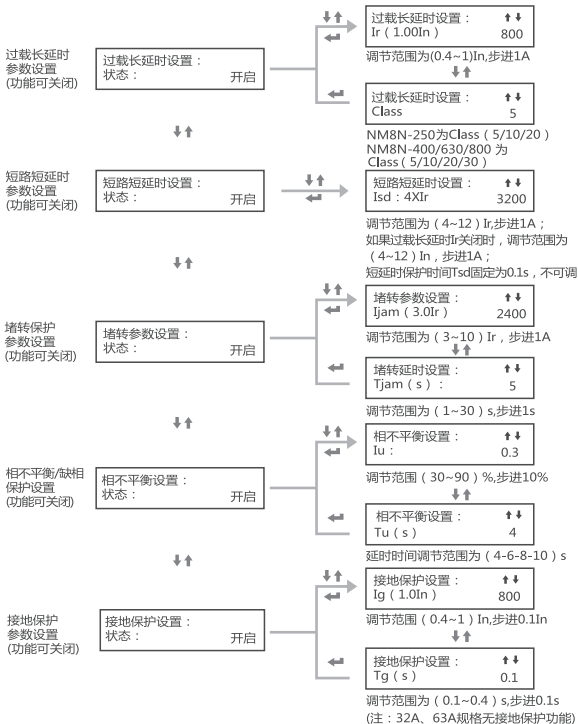 过载长延时
参数设置
(功能可关闭)
过载长延时设置：
状态： 开启
过载长延时设置：
Ir（1.00In） 800
调节范围为(0.4~1)In,步进1A
过载长延时设置：
Class 5
NM8N-250为Class（5/10/20）
NM8N-400/630/800 为
Class（5/10/20/30）
短路短延时
参数设置
(功能可关闭)
短路短延时设置：
状态： 开启
短路短延时设置：
Isd：4XIr 3200
调节范围为（4~12）Ir,步进1A；
如果过载长延时Ir关闭时，调节范围为
（4~12）In，步进1A；
短延时保护时间Tsd固定为0.1s，不可调
堵转保护
参数设置
(功能可关闭)
堵转参数设置：
状态： 开启
堵转参数设置：
Ijam（3.0Ir） 2400
调节范围为（3~10）Ir，步进1A
堵转延时设置：
Tjam（s）： 5
调节范围为（1~30）s,步进1s
相不平衡/缺相
保护设置
(功能可关闭)
相不平衡设置：
状态： 开启
相不平衡设置：
Iu： 0.3
调节范围（30~90）%,步进10%
相不平衡设置：
Tu（s） 4
延时时间调节范围为（4-6-8-10）s
接地保护
参数设置
(功能可关闭)
接地保护设置：
状态： 开启
接地保护设置：
Ig（1.0In） 800
调节范围（0.4~1）In,步进0.1In
接地保护设置：
Tg（s） 0.1
调节范围为（0.1~0.4）s,步进0.1s
(注：32A、63A规格无接地保护功能)